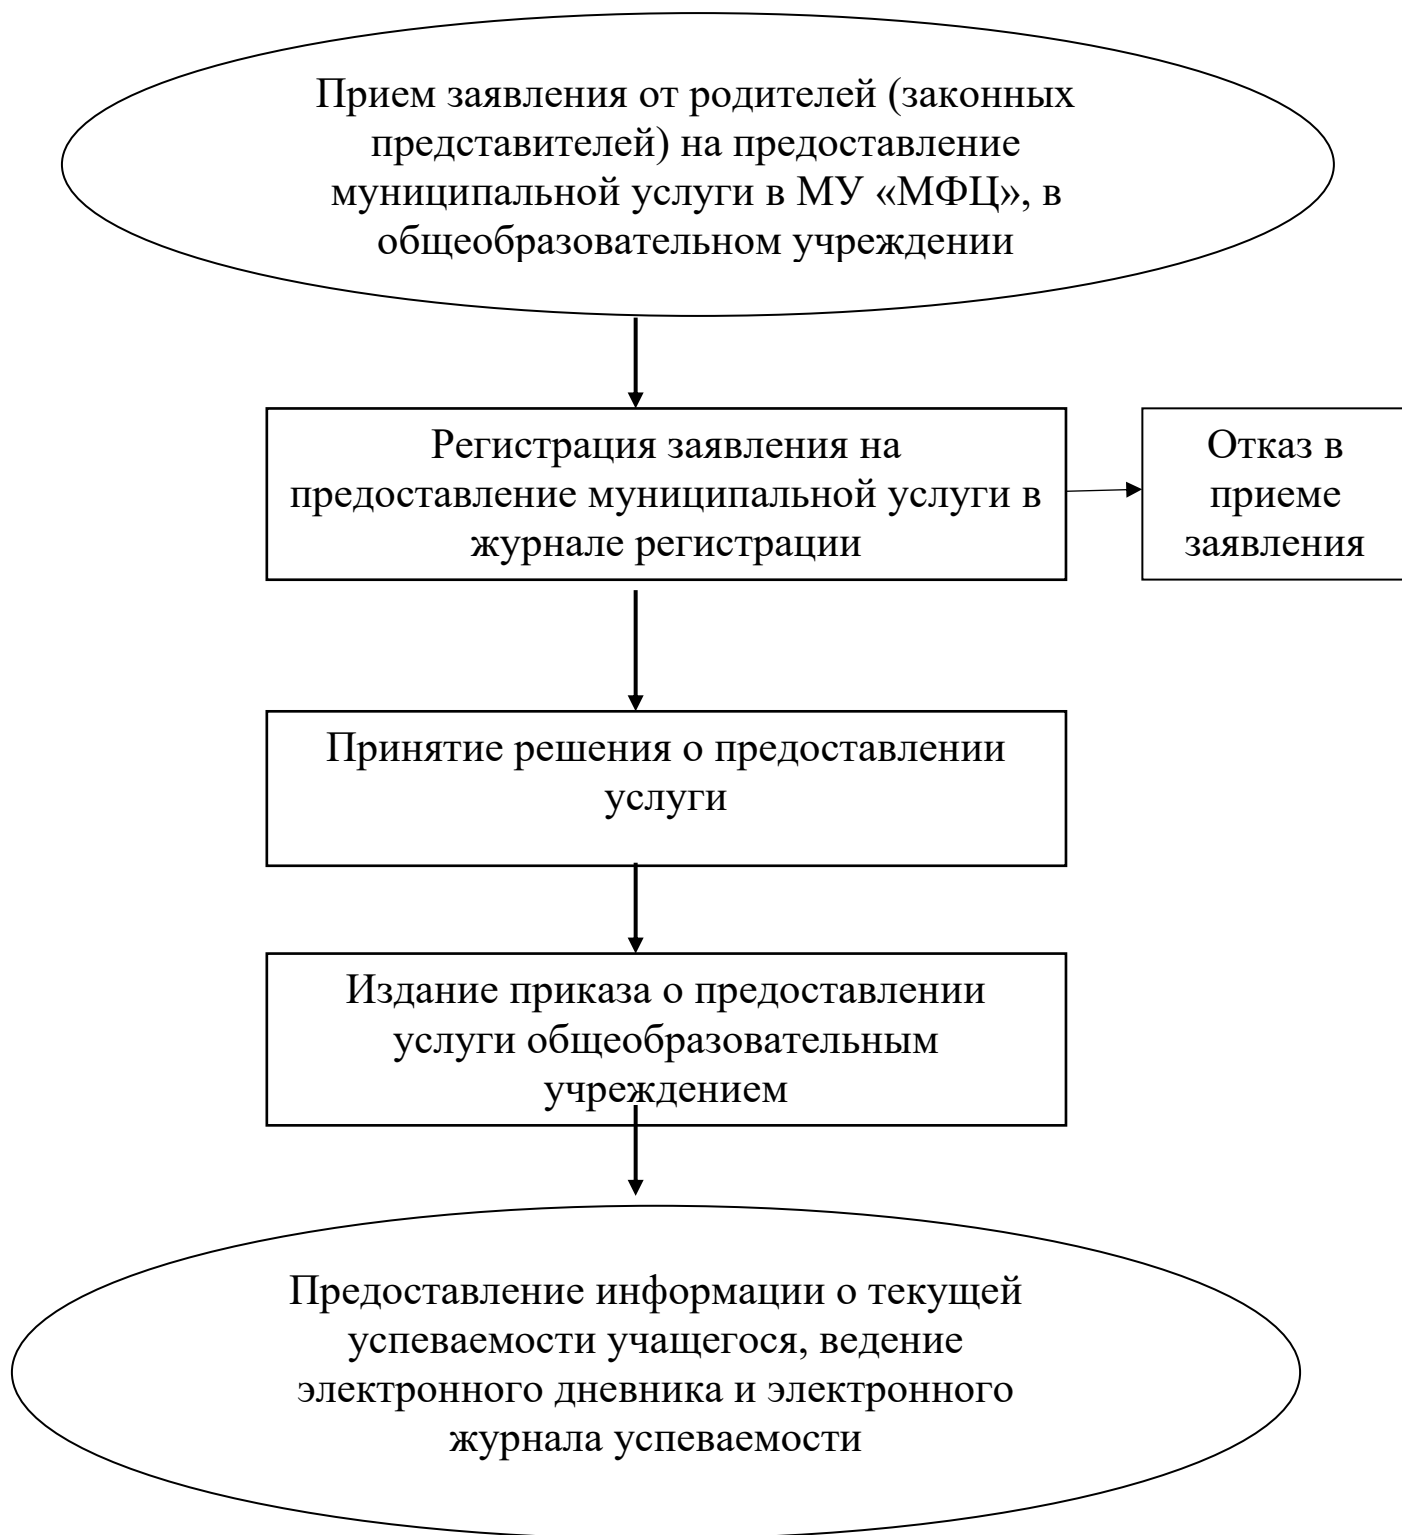 Прием заявления от родителей (законных
представителей) на предоставление
муниципальной услуги в МУ «МФЦ», в
общеобразовательном учреждении
Регистрация заявления на
предоставление муниципальной услуги в
журнале регистрации
Отказ в
приеме
заявления
Принятие решения о предоставлении
услуги
Издание приказа о предоставлении
услуги общеобразовательным
учреждением
Предоставление информации о текущей
успеваемости учащегося, ведение
электронного дневника и электронного
журнала успеваемости